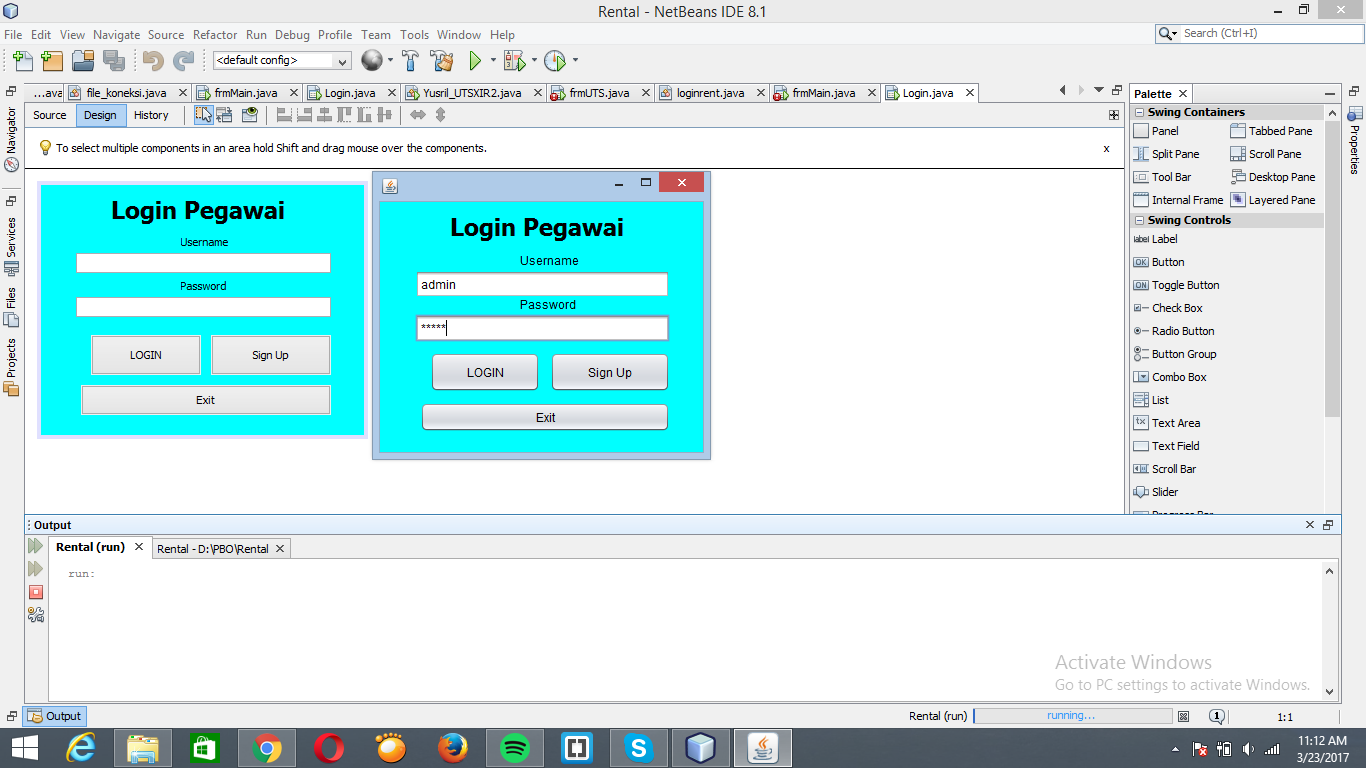 Rental - NetBeans IDE 8.1
File Edit View Navigate Source Refactor Run Debug Profile Team Tools Window Help
Search (Ctrl+I)
<default config>
...ava file_koneksi.java frmMain.java Login.java Yusril_UTSXIR2.java frmUTS.java loginrent.java frmMain.java Login.java
Source Design History
To select multiple components in an area hold Shift and drag mouse over the components.
x
Navigator
Services
Files
Projects
Login Pegawai
Username
Password
LOGIN Sign Up
Exit
Login Pegawai
Username
admin
Password
*****
LOGIN Sign Up
Exit
Palette
Swing Containers
Panel Tabbed Pane
Split Pane Scroll Pane
Tool Bar Desktop Pane
Internal Frame Layered Pane
Swing Controls
label Label
OK Button
ON Toggle Button
Check Box
Radio Button
Button Group
Combo Box
List
tx Text Area
Text Field
Scroll Bar
Slider
Progress Bar
Properties
Output
Rental (run) Rental - D:\PBO\Rental
run:
Activate Windows
Go to PC settings to activate Windows.
Output
Rental (run) running... 1 1:1
11:12 AM
3/23/2017